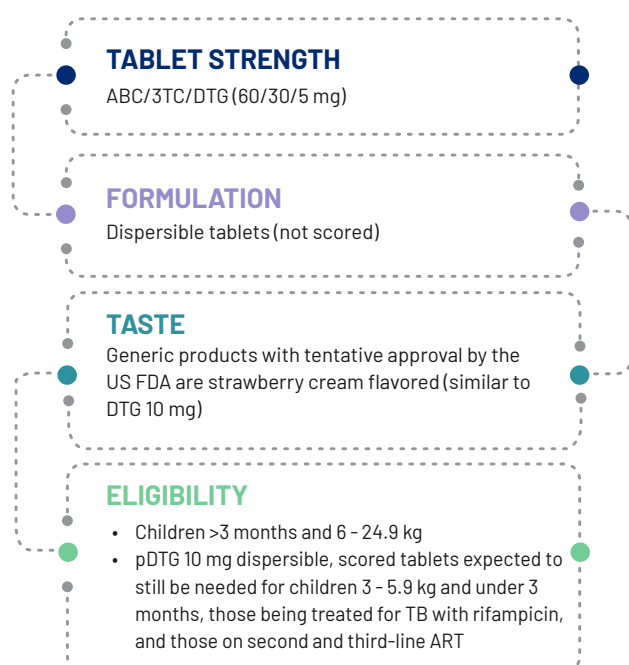 TABLET STRENGTH
ABC/3TC/DTG (60/30/5 mg)
FORMULATION
Dispersible tablets (not scored)
TASTE
Generic products with tentative approval by the
US FDA are strawberry cream flavored (similar to
DTG 10 mg)
ELIGIBILITY
• Children >3 months and 6 - 24.9 kg
• pDTG 10 mg dispersible, scored tablets expected to
still be needed for children 3 - 5.9 kg and under 3
months, those being treated for TB with rifampicin,
and those on second and third-line ART